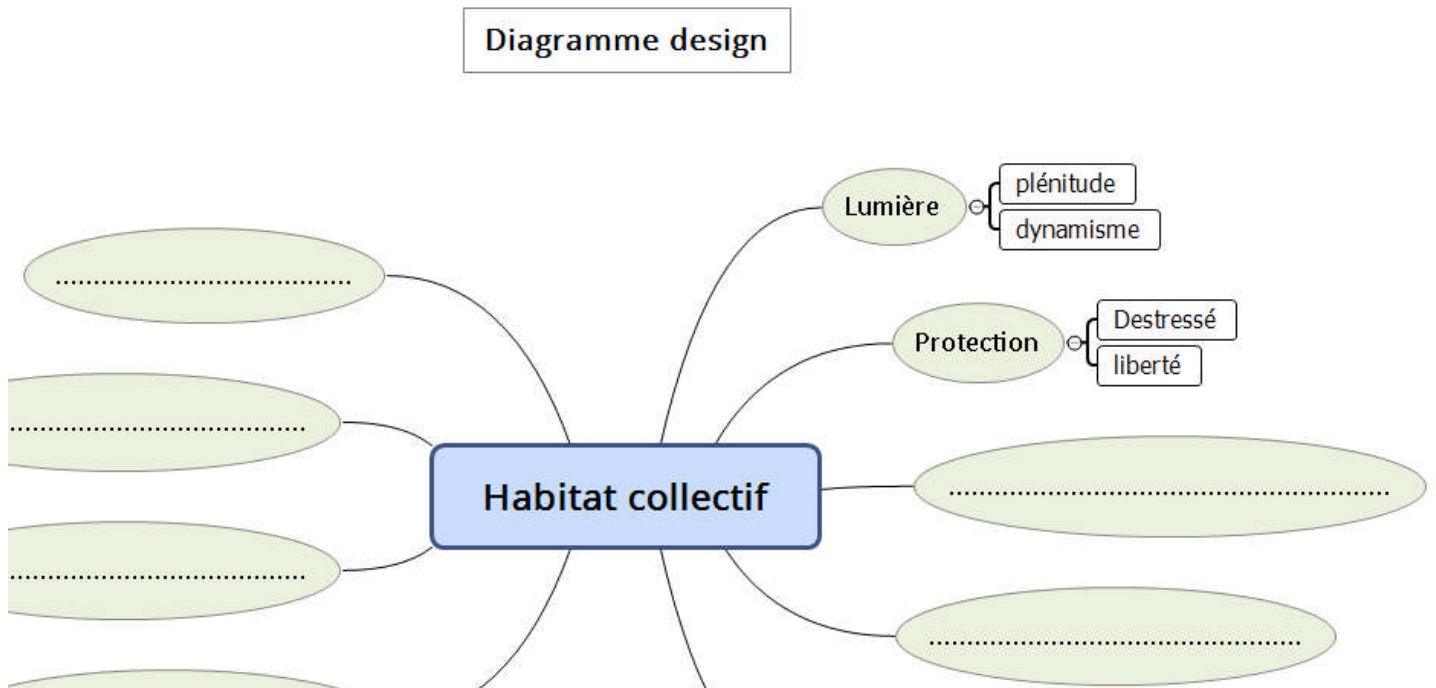 Diagramme design
Lumière
plénitude
dynamisme
Protection
Destressé
liberté
Habitat collectif